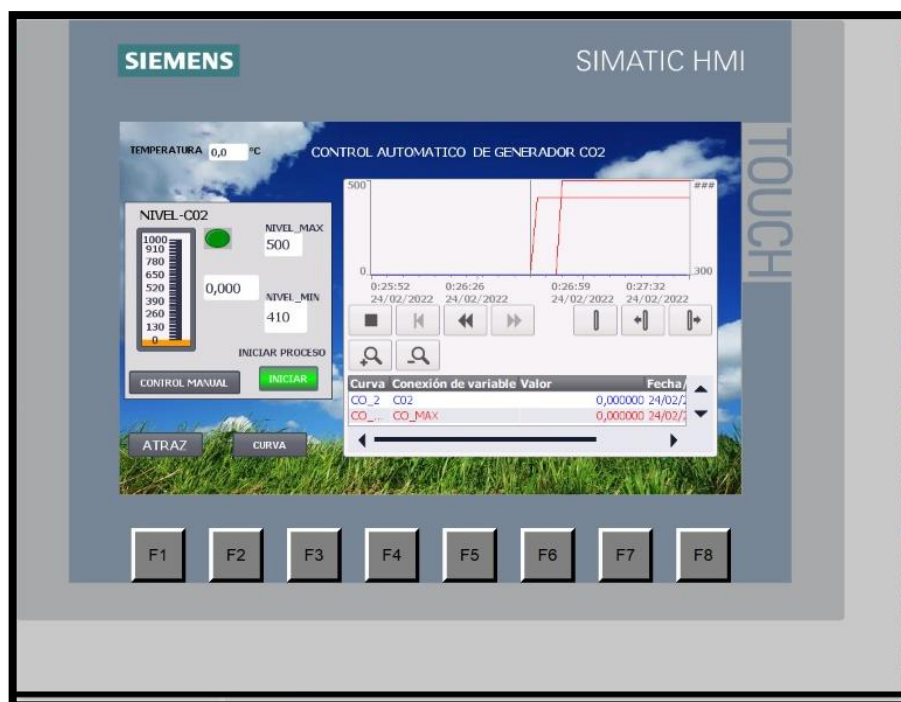 SIEMENS
SIMATIC HMI
TOUCH
TEMPERATURA 0,0 °C
CONTROL AUTOMATICO DE GENERADOR CO2
NIVEL-C02
1000
910
780
650
520
390
260
130
0
0,000
NIVEL_MAX
500
NIVEL_MIN
410
INICIAR PROCESO
CONTROL MANUAL
INICIAR
ATRAZ
CURVA
500
###
0
300
0:25:52 0:26:26 0:26:59 0:27:32
24/02/2022 24/02/2022 24/02/2022 24/02/2022
Curva Conexión de variable Valor Fecha/
CO_2 C02 0,000000 24/02/2
CO_... CO_MAX 0,000000 24/02/2
F1 F2 F3 F4 F5 F6 F7 F8